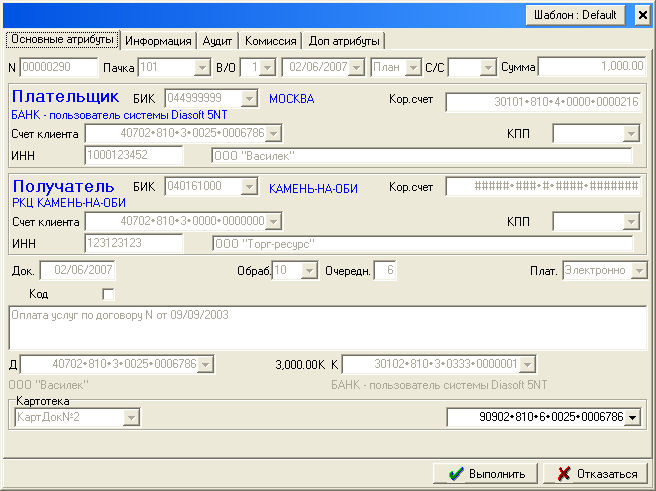 Шаблон : Default
Основные атрибуты Информация Аудит Комиссия Доп атрибуты
N 00000290 Пачка 101 В/О 1 02/06/2007 План С/С Сумма 1,000.00
Плательщик БИК 044999999 МОСКВА Кор.счет 30101•810•4•0000•0000216
БАНК - пользователь системы Diasoft 5NT
Счет клиента 40702•810•3•0025•0006786 КПП
ИНН 1000123452 ООО "Василек"
Получатель БИК 040161000 КАМЕНЬ-НА-ОБИ Кор.счет #####•###•#•####•#######
РКЦ КАМЕНЬ-НА-ОБИ
Счет клиента 40702•810•3•0000•0000000 КПП
ИНН 123123123 ООО "Торг-ресурс"
Док. 02/06/2007 Обраб. 10 Очередн. 6 Плат. Электронно
Код
Оплата услуг по договору N от 09/09/2003
Д 40702•810•3•0025•0006786 3,000.00К К 30102•810•3•0333•0000001
ООО "Василек" БАНК - пользователь системы Diasoft 5NT
Картотека
КартДок№2 90902•810•6•0025•0006786
Выполнить Отказаться